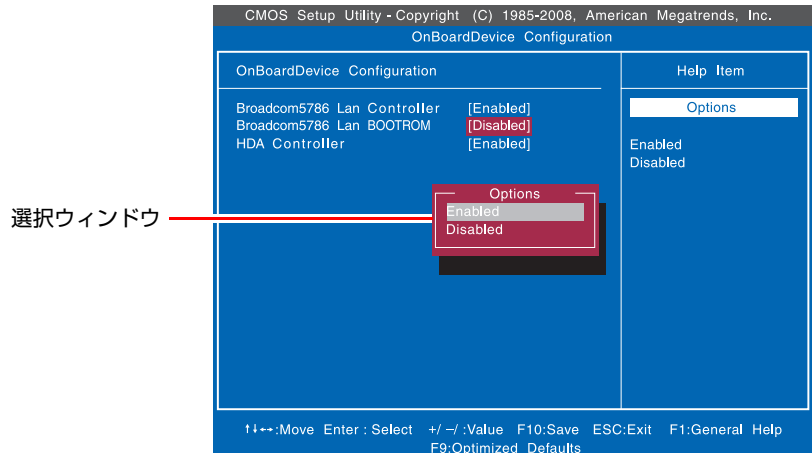 CMOS Setup Utility - Copyright (C) 1985-2008, American Megatrends, Inc.
OnBoardDevice Configuration
OnBoardDevice Configuration
Help Item
Broadcom5786 Lan Controller [Enabled]
Broadcom5786 Lan BOOTROM [Disabled]
HDA Controller [Enabled]
Options
Enabled
Disabled
選択ウィンドウ
Options
Enabled
Disabled
↑↓↔:Move Enter : Select +/ –/ :Value F10:Save ESC:Exit F1:General Help
F9:Optimized Defaults